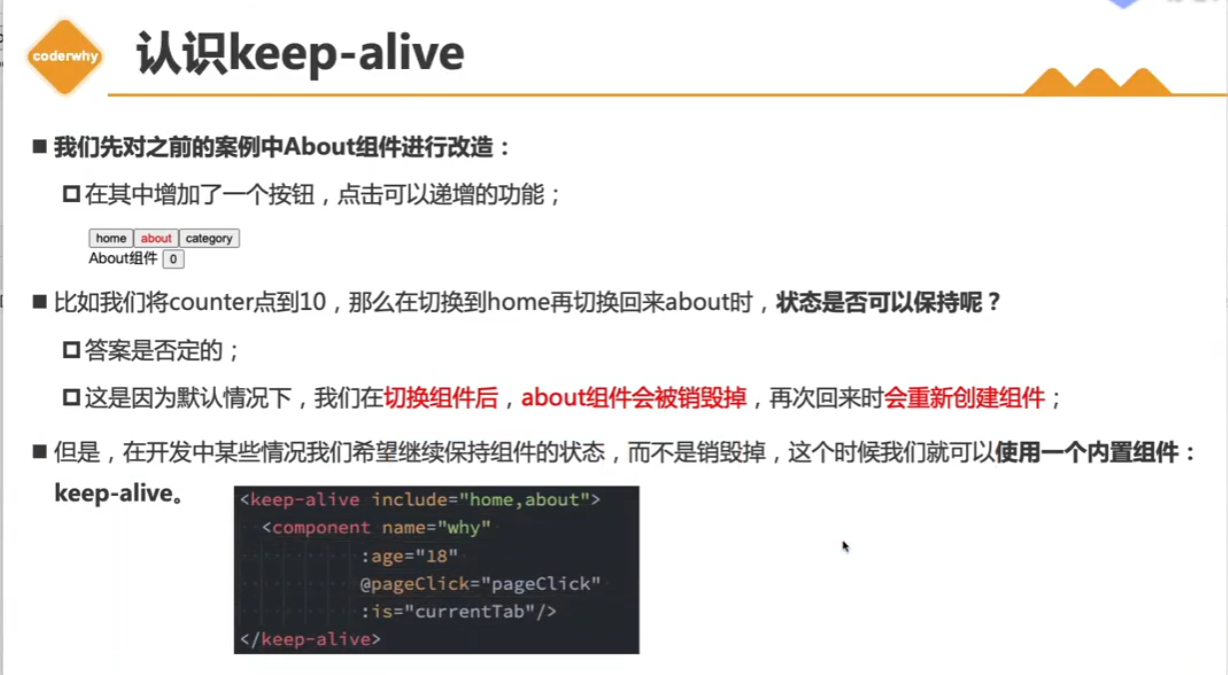 coderwhy
认识keep-alive
我们先对之前的案例中About组件进行改造：
在其中增加了一个按钮，点击可以递增的功能；
home about category
About组件 0
比如我们将counter点到10，那么在切换到home再切换回来about时，状态是否可以保持呢？
答案是否定的；
这是因为默认情况下，我们在切换组件后，about组件会被销毁掉，再次回来时会重新创建组件；
但是，在开发中某些情况我们希望继续保持组件的状态，而不是销毁掉，这个时候我们就可以使用一个内置组件：
keep-alive。
<keep-alive include="home,about">
<component name="why"
:age="18"
@pageClick="pageClick"
:is="currentTab"/>
</keep-alive>